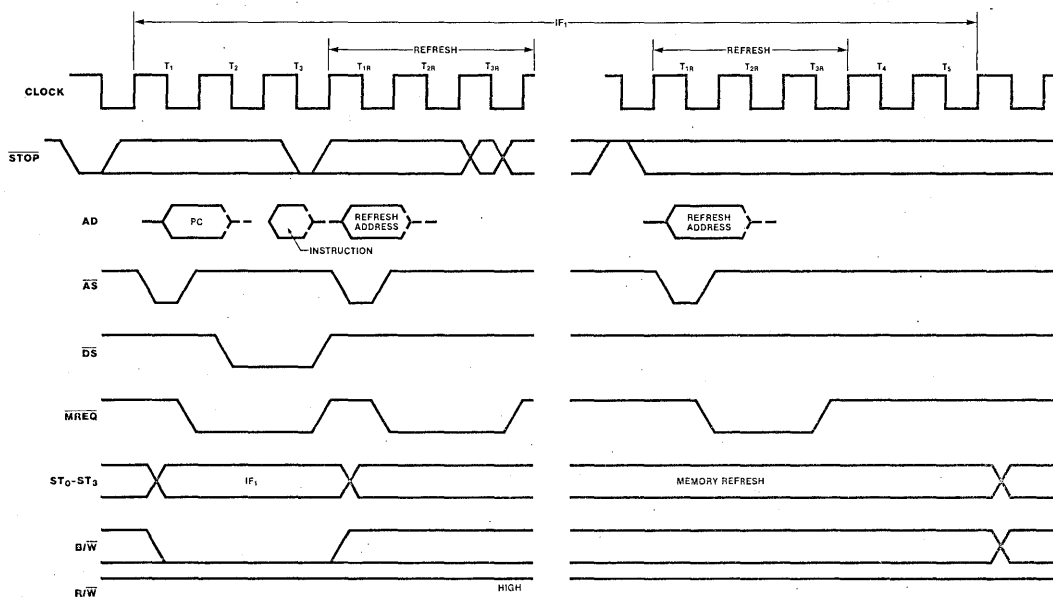 IF₁
REFRESH
REFRESH
T₁ T₂ T₃ T₁R T₂R T₃R T₁R T₂R T₃R T₄ T₅
CLOCK
STOP
AD
PC
REFRESH ADDRESS
REFRESH ADDRESS
INSTRUCTION
AS
DS
MREQ
ST₀-ST₃
IF₁
MEMORY REFRESH
B/W
R/W
HIGH